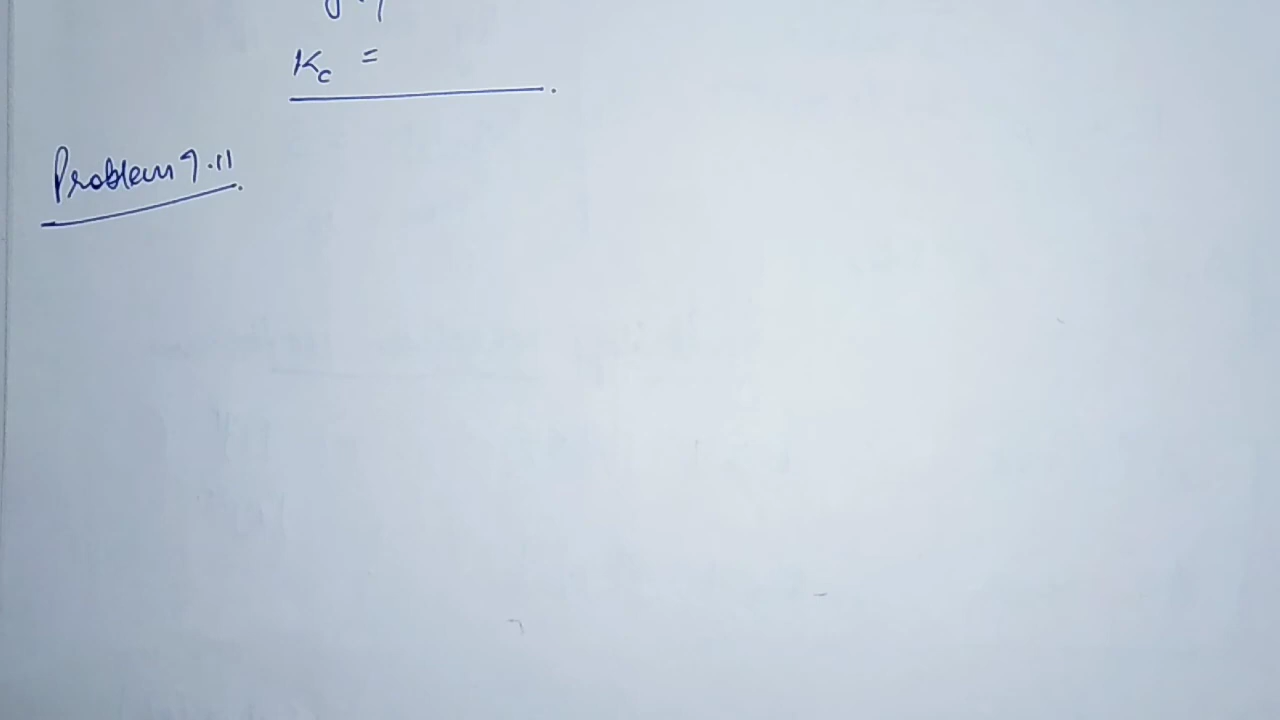 Kc =
Problem 7.11